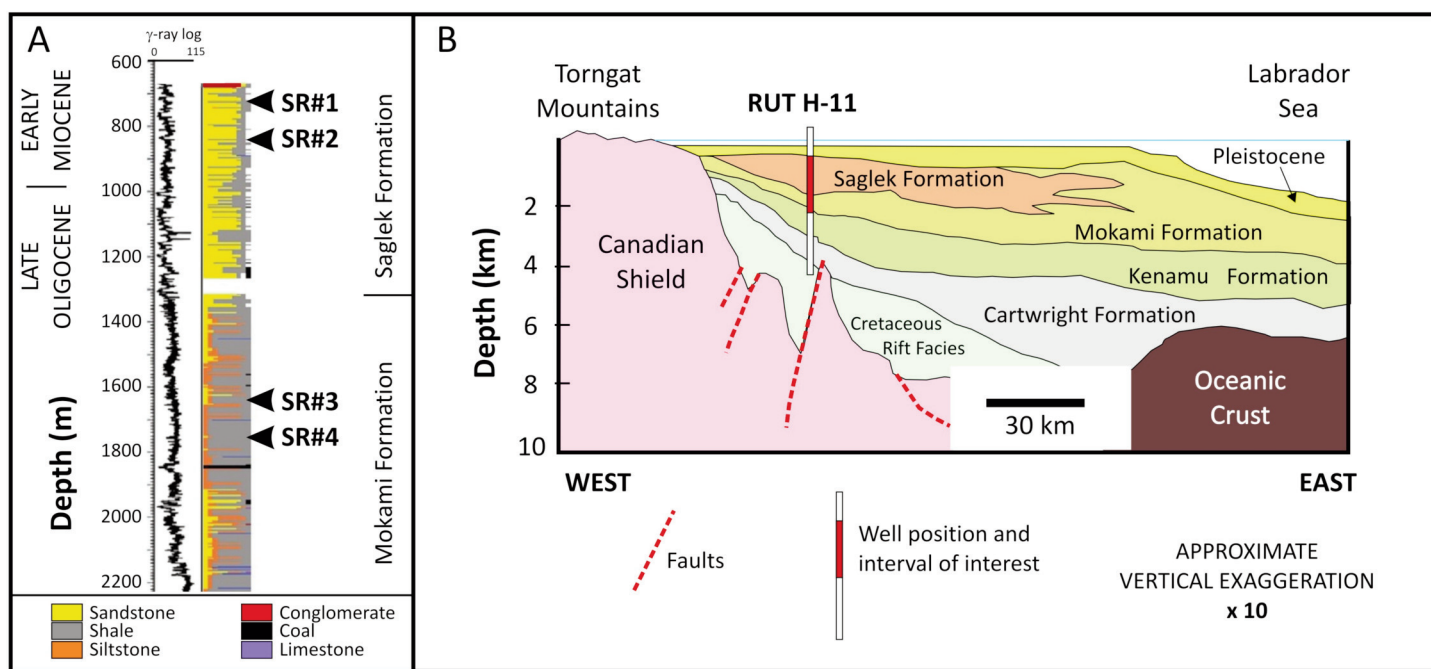 A
γ-ray log
0 115
600
800
1000
1200
1400
1600
1800
2000
2200
Depth (m)
EARLY
MIOCENE
LATE
OLIGOCENE
SR#1
SR#2
SR#3
SR#4
Saglek Formation
Mokami Formation
Sandstone
Shale
Siltstone
Conglomerate
Coal
Limestone
B
Torngat
Mountains
RUT H-11
Labrador
Sea
Pleistocene
Saglek Formation
Mokami Formation
Kenamu Formation
Cartwright Formation
Canadian
Shield
Cretaceous
Rift Facies
Oceanic
Crust
30 km
Depth (km)
2
4
6
8
10
WEST
EAST
Faults
Well position and
interval of interest
APPROXIMATE
VERTICAL EXAGGERATION
x 10